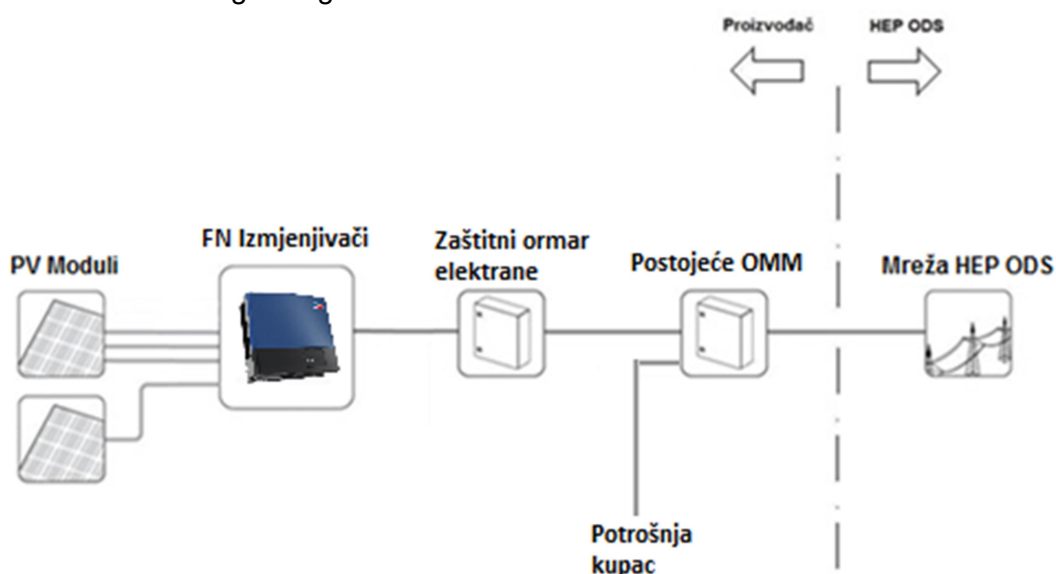 Proizvođač
HEP ODS
FN Izmjenjivači
Zaštitni ormar
elektrane
PV Moduli
Postojeće OMM
Mreža HEP ODS
Potrošnja
kupac